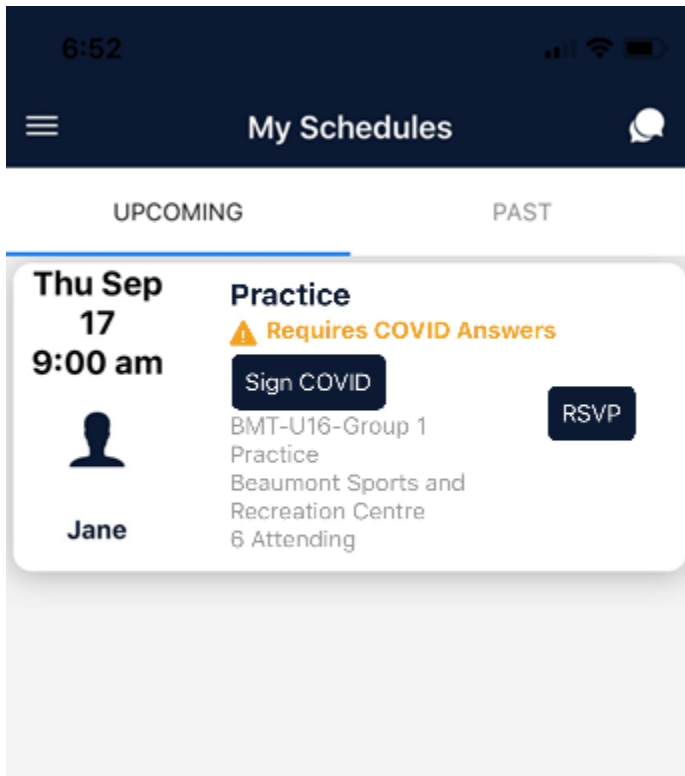 6:52
My Schedules
UPCOMING
PAST
Thu Sep
17
9:00 am
Jane
Practice
Requires COVID Answers
Sign COVID
BMT-U16-Group 1
Practice
Beaumont Sports and
Recreation Centre
6 Attending
RSVP